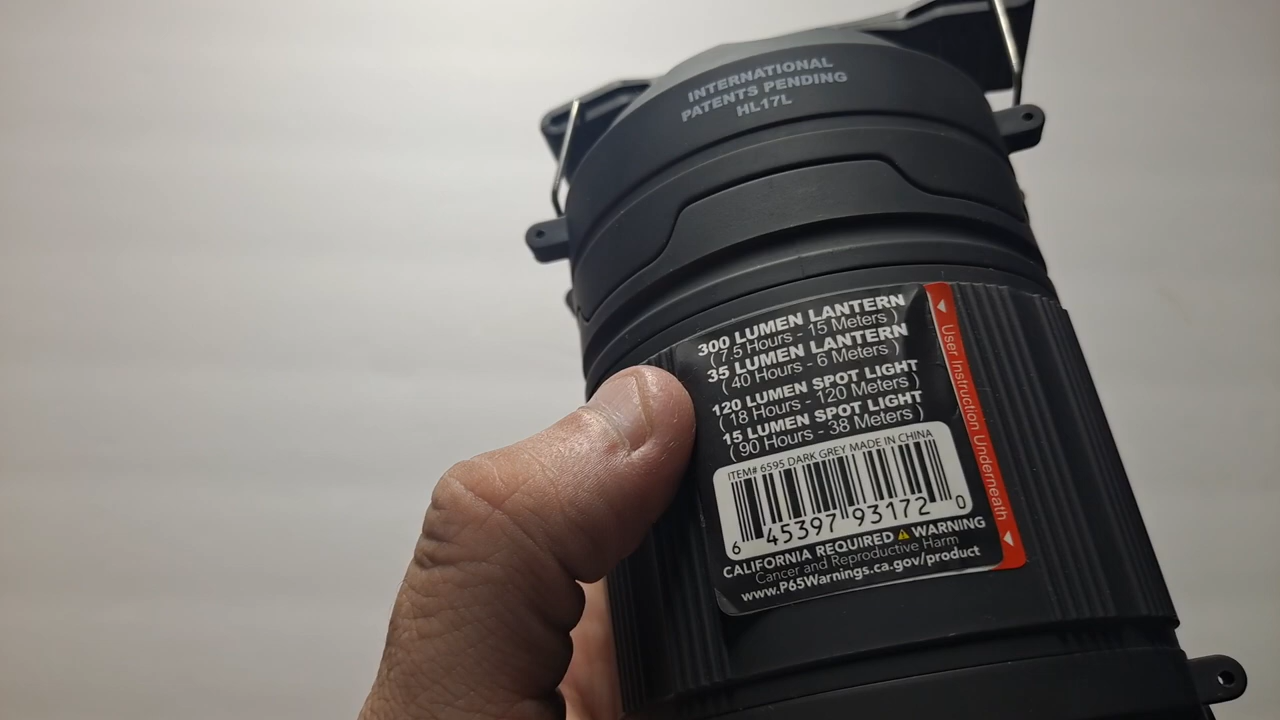 INTERNATIONAL
PATENTS PENDING
HL17L
300 LUMEN LANTERN
( 7.5 Hours - 15 Meters )
35 LUMEN LANTERN
( 40 Hours - 6 Meters )
120 LUMEN SPOT LIGHT
( 18 Hours - 120 Meters )
15 LUMEN SPOT LIGHT
( 90 Hours - 38 Meters )
ITEM# 6595 DARK GREY MADE IN CHINA
6 45397 93172 0
CALIFORNIA REQUIRED ⚠ WARNING
Cancer and Reproductive Harm
www.P65Warnings.ca.gov/product
User Instruction Underneath